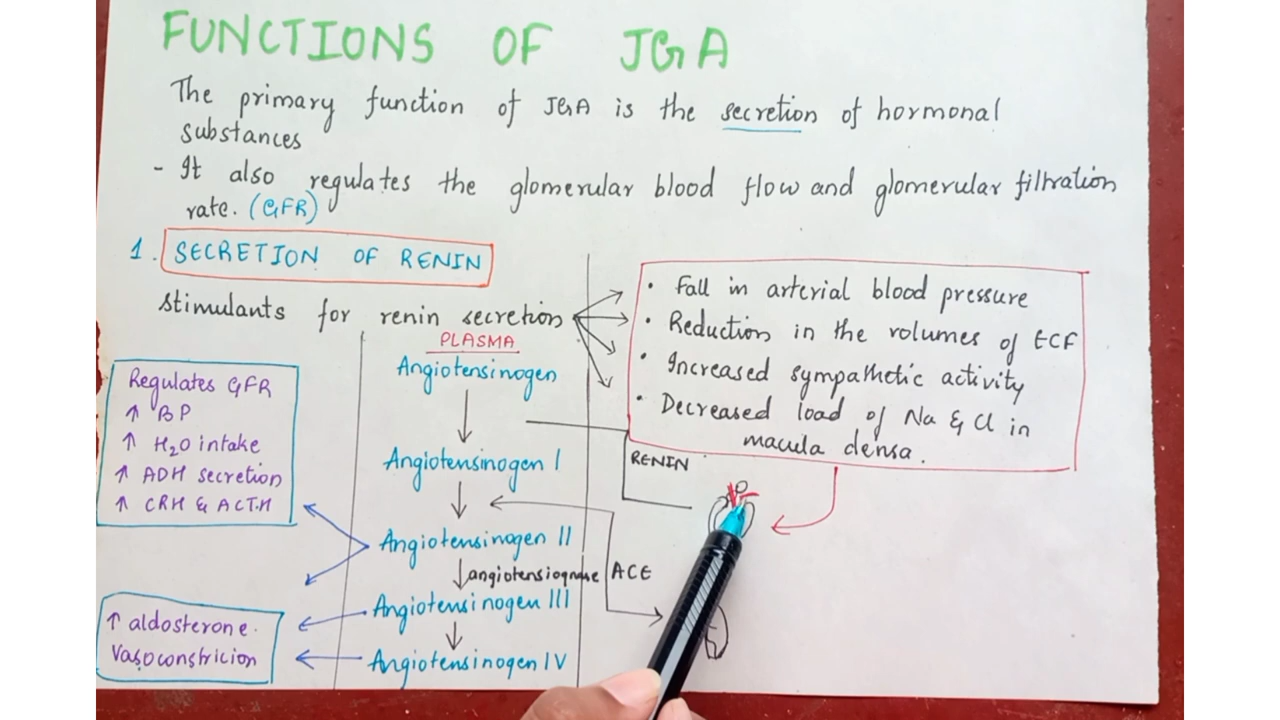 FUNCTIONS OF JGA
The primary function of JGA is the secretion of hormonal
substances
- It also regulates the glomerular blood flow and glomerular filtration
rate. (GFR)
1. SECRETION OF RENIN
stimulants for renin secretion
• Fall in arterial blood pressure
• Reduction in the volumes of ECF
• Increased sympathetic activity
• Decreased load of Na & Cl in
macula densa.
PLASMA
Angiotensinogen
Angiotensinogen I
Angiotensinogen II
angiotensiognase
Angiotensinogen III
Angiotensinogen IV
RENIN
ACE
Regulates GFR
↑ BP
↑ H2O intake
↑ ADH secretion
↑ CRH & ACTH
↑ aldosterone.
Vasoconstricion